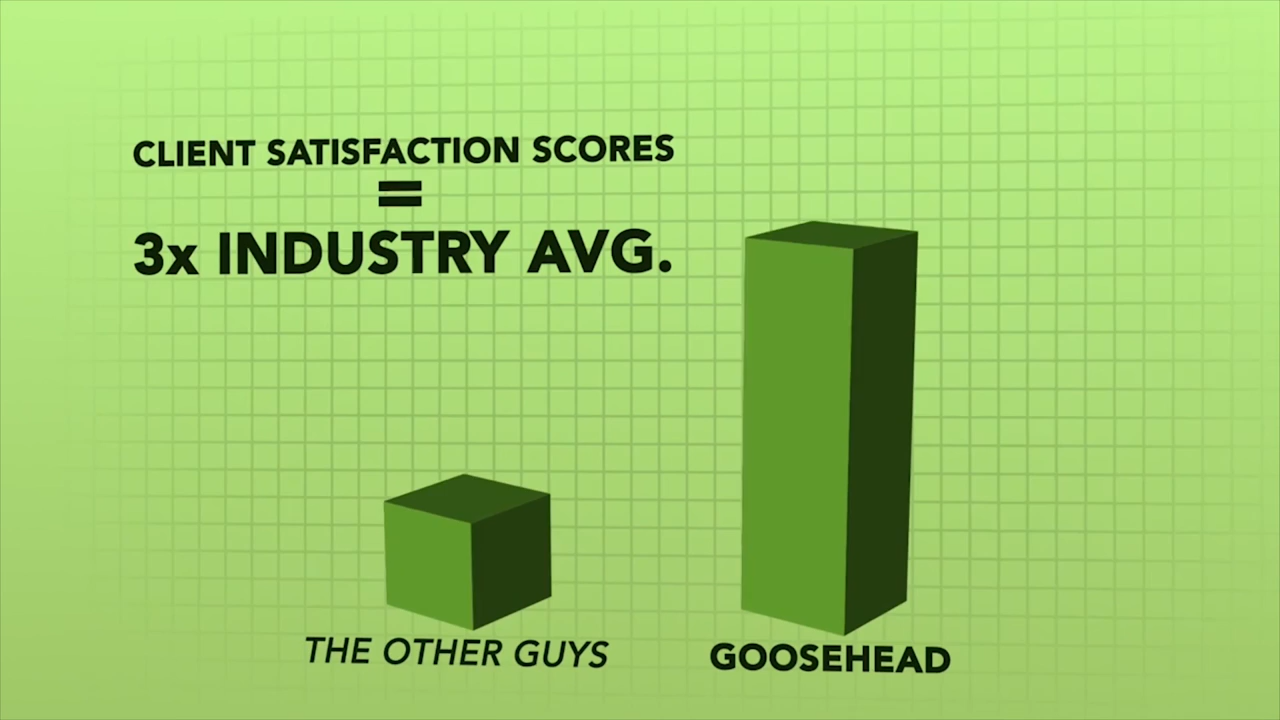 CLIENT SATISFACTION SCORES
=
3x INDUSTRY AVG.
THE OTHER GUYS
GOOSEHEAD